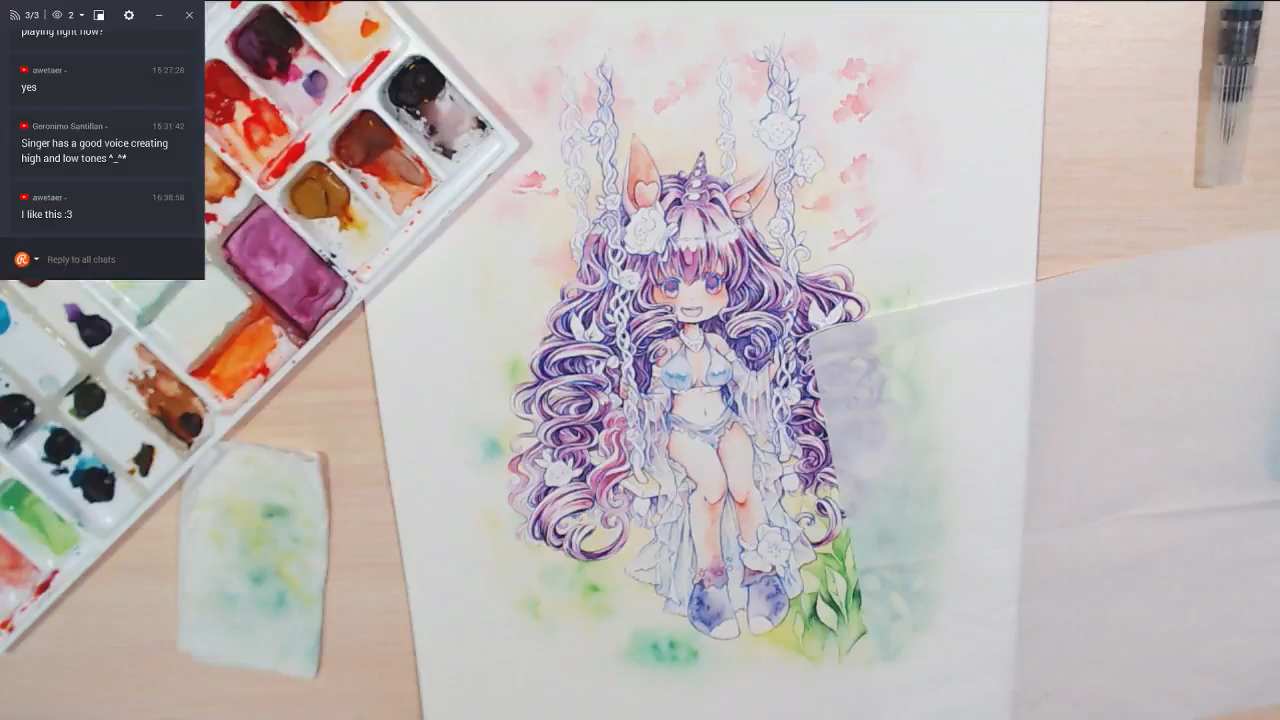 3/3 2
playing right now?
awetaer - 15:27:28
yes
Geronimo Santillan - 15:31:42
Singer has a good voice creating
high and low tones ^_^*
awetaer - 16:38:58
I like this :3
Reply to all chats